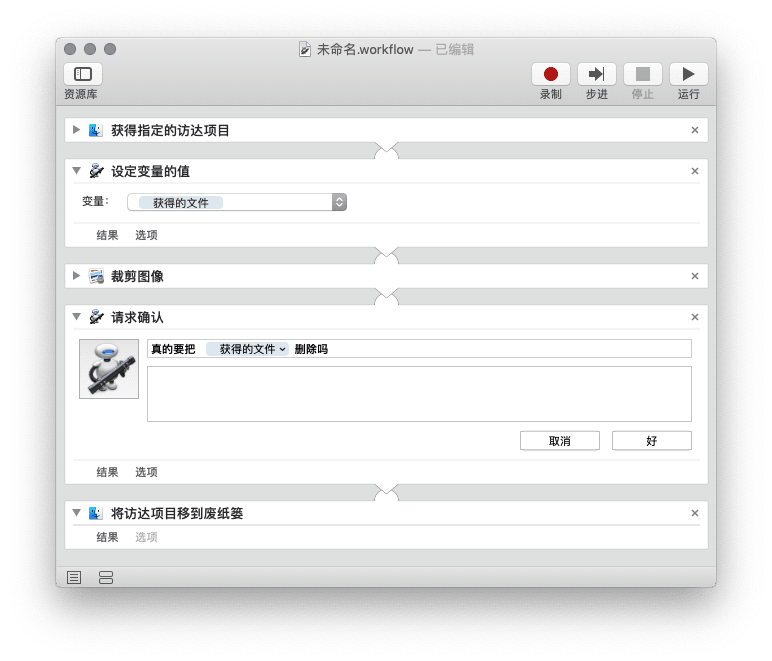 未命名.workflow — 已编辑
资源库
录制 步进 停止 运行
获得指定的访达项目
设定变量的值
变量： 获得的文件
结果 选项
裁剪图像
请求确认
真的要把 获得的文件 删除吗
取消 好
结果 选项
将访达项目移到废纸篓
结果 选项